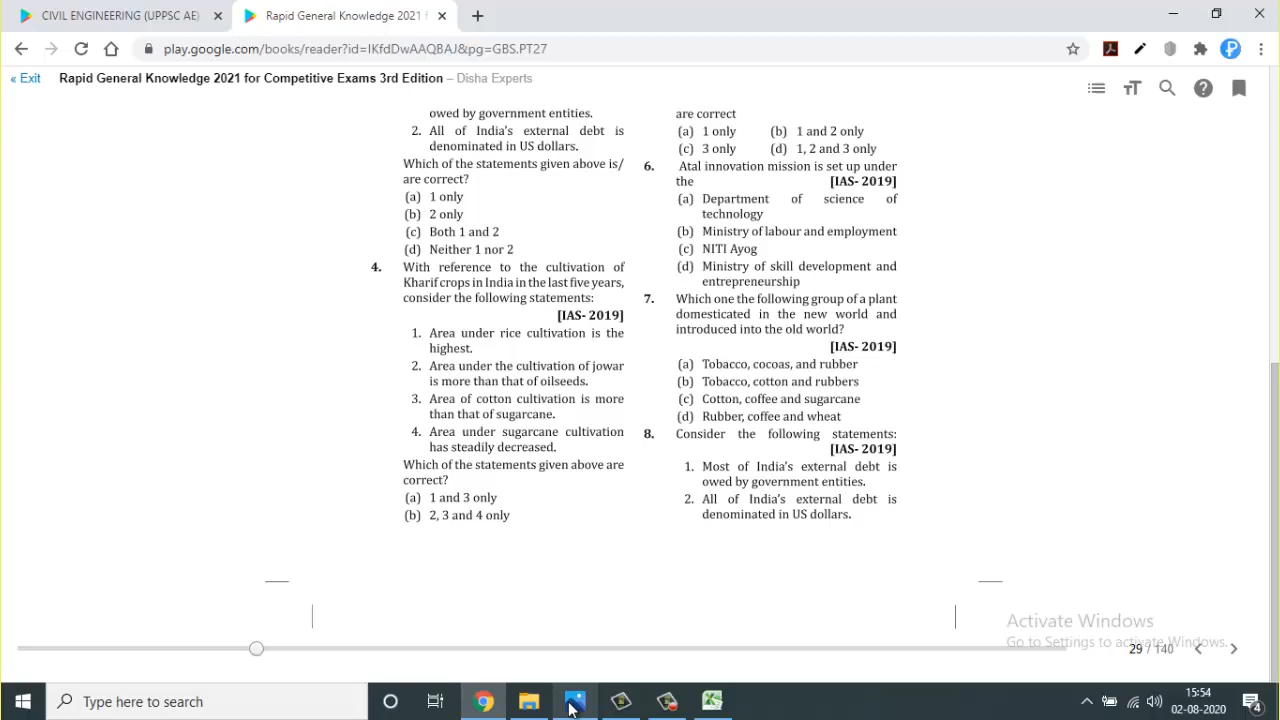 CIVIL ENGINEERING (UPPSC AE)
Rapid General Knowledge 2021 f
play.google.com/books/reader?id=IKfdDwAAQBAJ&pg=GBS.PT27
« Exit Rapid General Knowledge 2021 for Competitive Exams 3rd Edition – Disha Experts
owed by government entities.
2. All of India's external debt is
denominated in US dollars.
Which of the statements given above is/
are correct?
(a) 1 only
(b) 2 only
(c) Both 1 and 2
(d) Neither 1 nor 2
4. With reference to the cultivation of
Kharif crops in India in the last five years,
consider the following statements:
[IAS- 2019]
1. Area under rice cultivation is the
highest.
2. Area under the cultivation of jowar
is more than that of oilseeds.
3. Area of cotton cultivation is more
than that of sugarcane.
4. Area under sugarcane cultivation
has steadily decreased.
Which of the statements given above are
correct?
(a) 1 and 3 only
(b) 2, 3 and 4 only
are correct
(a) 1 only (b) 1 and 2 only
(c) 3 only (d) 1, 2 and 3 only
6. Atal innovation mission is set up under
the [IAS- 2019]
(a) Department of science of
technology
(b) Ministry of labour and employment
(c) NITI Ayog
(d) Ministry of skill development and
entrepreneurship
7. Which one the following group of a plant
domesticated in the new world and
introduced into the old world?
[IAS- 2019]
(a) Tobacco, cocoas, and rubber
(b) Tobacco, cotton and rubbers
(c) Cotton, coffee and sugarcane
(d) Rubber, coffee and wheat
8. Consider the following statements:
[IAS- 2019]
1. Most of India's external debt is
owed by government entities.
2. All of India's external debt is
denominated in US dollars.
Activate Windows
Go to Settings to activate Windows.
29 / 140
Type here to search
15:54
02-08-2020
4